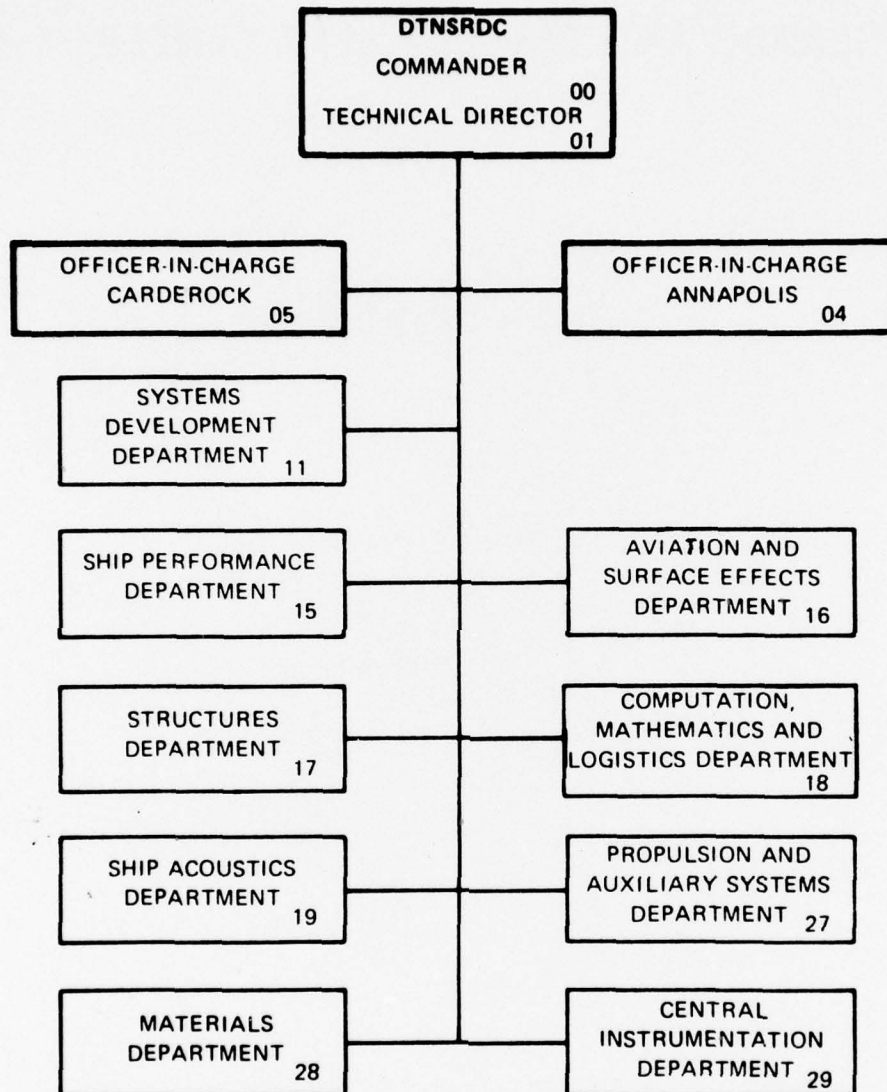 DTNSRDC
COMMANDER
00
TECHNICAL DIRECTOR
01
OFFICER-IN-CHARGE
CARDEROCK
05
OFFICER-IN-CHARGE
ANNAPOLIS
04
SYSTEMS
DEVELOPMENT
DEPARTMENT
11
SHIP PERFORMANCE
DEPARTMENT
15
AVIATION AND
SURFACE EFFECTS
DEPARTMENT
16
STRUCTURES
DEPARTMENT
17
COMPUTATION,
MATHEMATICS AND
LOGISTICS DEPARTMENT
18
SHIP ACOUSTICS
DEPARTMENT
19
PROPULSION AND
AUXILIARY SYSTEMS
DEPARTMENT
27
MATERIALS
DEPARTMENT
28
CENTRAL
INSTRUMENTATION
DEPARTMENT
29